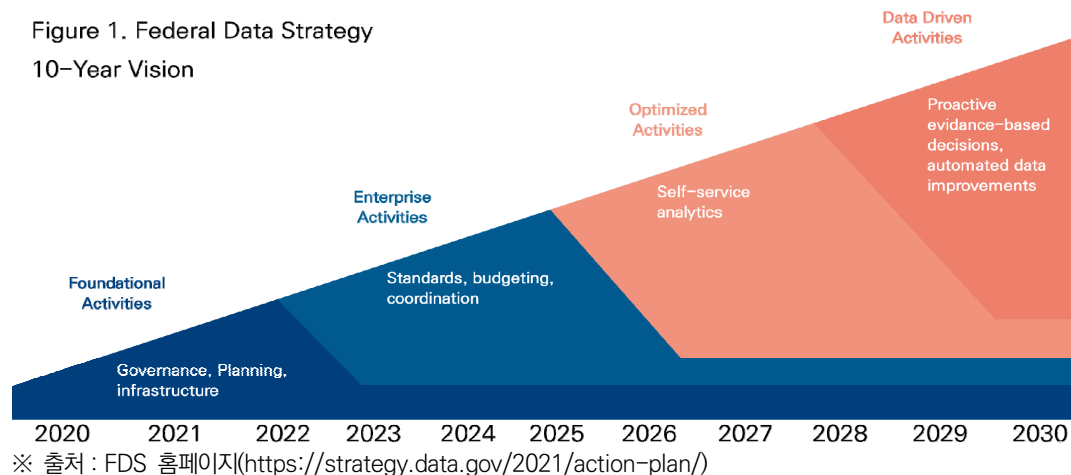 Figure 1. Federal Data Strategy
10-Year Vision
Data Driven
Activities
Proactive
evidence-based
decisions,
automated data
improvements
Optimized
Activities
Self-service
analytics
Enterprise
Activities
Standards, budgeting,
coordination
Foundational
Activities
Governance, Planning,
infrastructure
2020 2021 2022 2023 2024 2025 2026 2027 2028 2029 2030
※ 출처 : FDS 홈페이지(https://strategy.data.gov/2021/action-plan/)